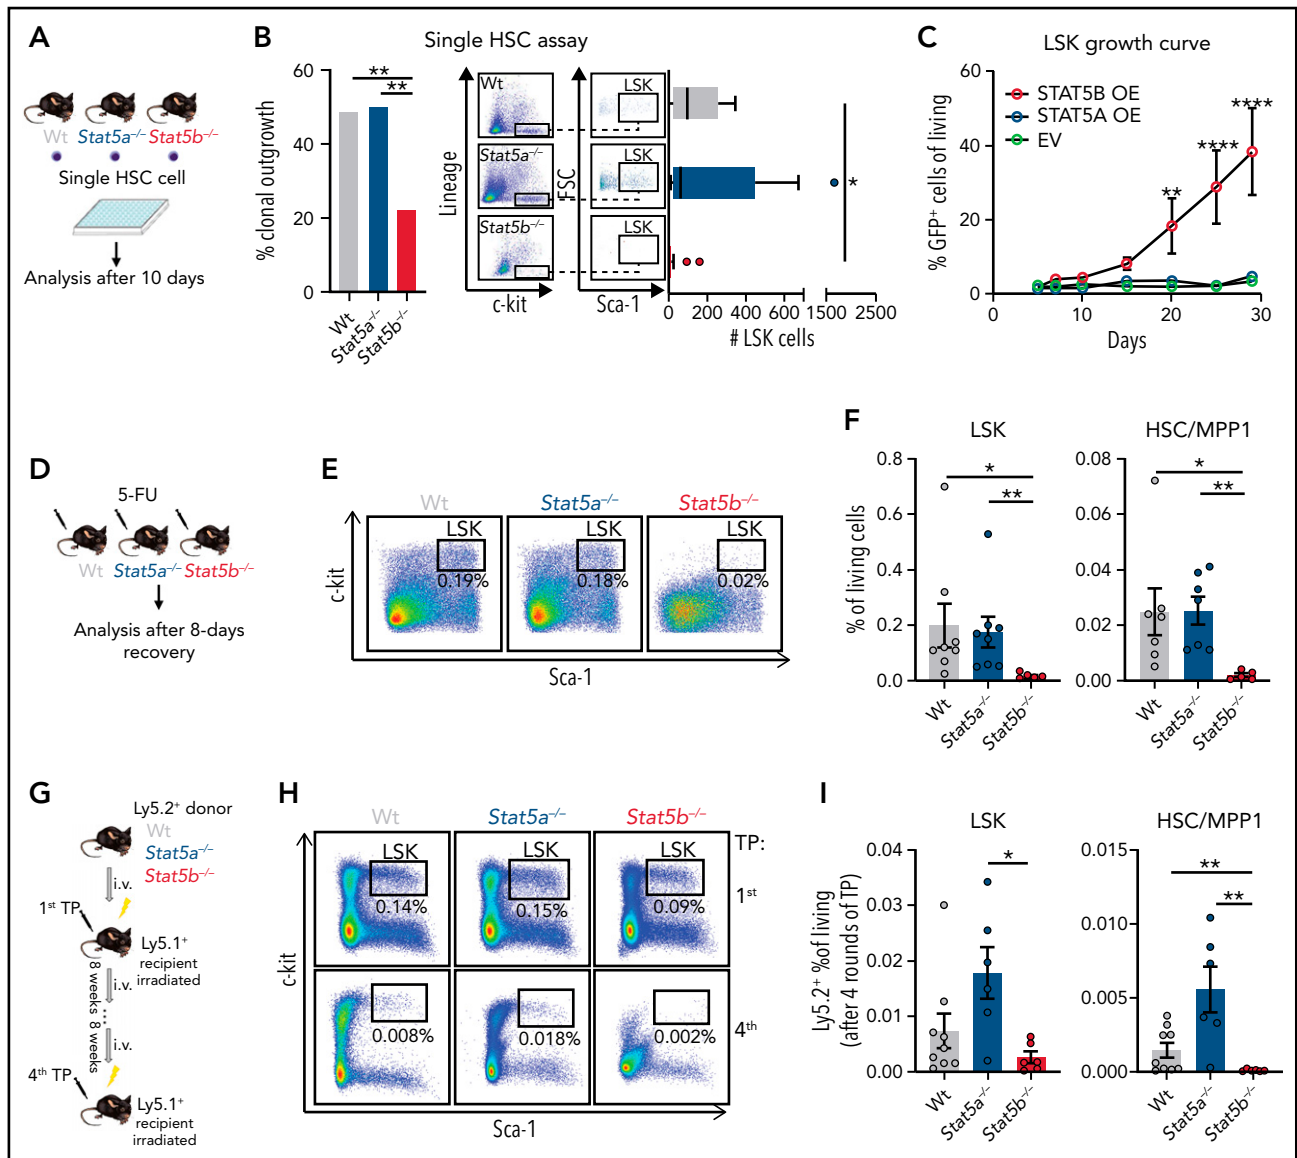 A
Wt Stat5a–/– Stat5b–/–
Single HSC cell
Analysis after 10 days
B
Single HSC assay
% clonal outgrowth
60
40
20
0
**
**
Wt
Stat5a–/–
Stat5b–/–
Lineage
Wt
Stat5a–/–
Stat5b–/–
c-kit
FSC
LSK
LSK
LSK
Sca-1
*
0 200 600 1000 1500 2500
# LSK cells
C
LSK growth curve
% GFP+ cells of living
60
40
20
0
STAT5B OE
STAT5A OE
EV
**
****
****
0 10 20 30
Days
D
5-FU
Wt Stat5a–/– Stat5b–/–
Analysis after 8-days
recovery
E
Wt Stat5a–/– Stat5b–/–
c-kit
LSK LSK LSK
0.19% 0.18% 0.02%
Sca-1
F
LSK
% of living cells
0.8
0.6
0.4
0.2
0.0
*
**
Wt
Stat5a–/–
Stat5b–/–
HSC/MPP1
0.08
0.06
0.04
0.02
0.00
*
**
Wt
Stat5a–/–
Stat5b–/–
G
Ly5.2+ donor
Wt
Stat5a–/–
Stat5b–/–
i.v.
1st TP
Ly5.1+
recipient
irradiated
8 weeks
i.v.
...
8 weeks
i.v.
4th TP
Ly5.1+
recipient
irradiated
H
Wt Stat5a–/– Stat5b–/–
TP:
c-kit
LSK LSK LSK
0.14% 0.15% 0.09%
1st
0.008% 0.018% 0.002%
4th
Sca-1
I
LSK
Ly5.2+ %of living
(after 4 rounds of TP)
0.04
0.03
0.02
0.01
0.00
*
Wt
Stat5a–/–
Stat5b–/–
HSC/MPP1
0.015
0.010
0.005
0.000
**
**
Wt
Stat5a–/–
Stat5b–/–